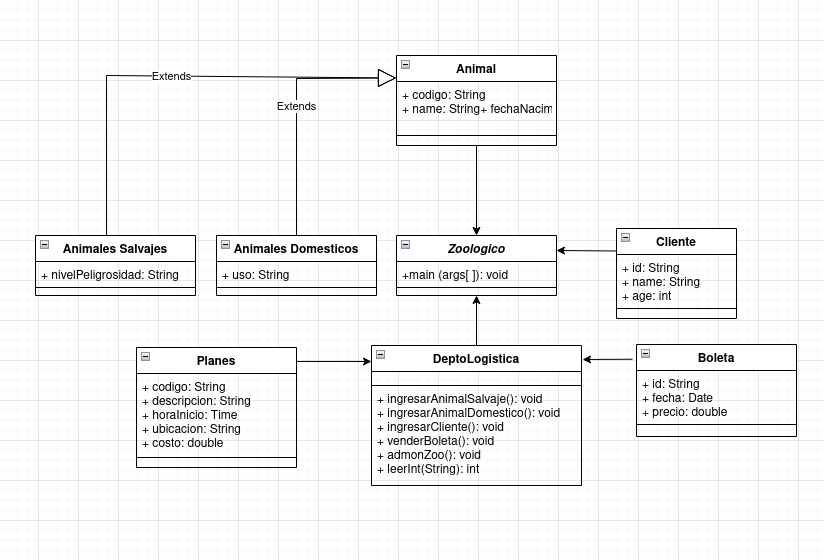 Animal
+ codigo: String
+ name: String+ fechaNacim
Extends
Extends
Animales Salvajes
+ nivelPeligrosidad: String
Animales Domesticos
+ uso: String
Zoologico
+main (args[ ]): void
Cliente
+ id: String
+ name: String
+ age: int
Planes
+ codigo: String
+ descripcion: String
+ horaInicio: Time
+ ubicacion: String
+ costo: double
DeptoLogistica
+ ingresarAnimalSalvaje(): void
+ ingresarAnimalDomestico(): void
+ ingresarCliente(): void
+ venderBoleta(): void
+ admonZoo(): void
+ leerInt(String): int
Boleta
+ id: String
+ fecha: Date
+ precio: double